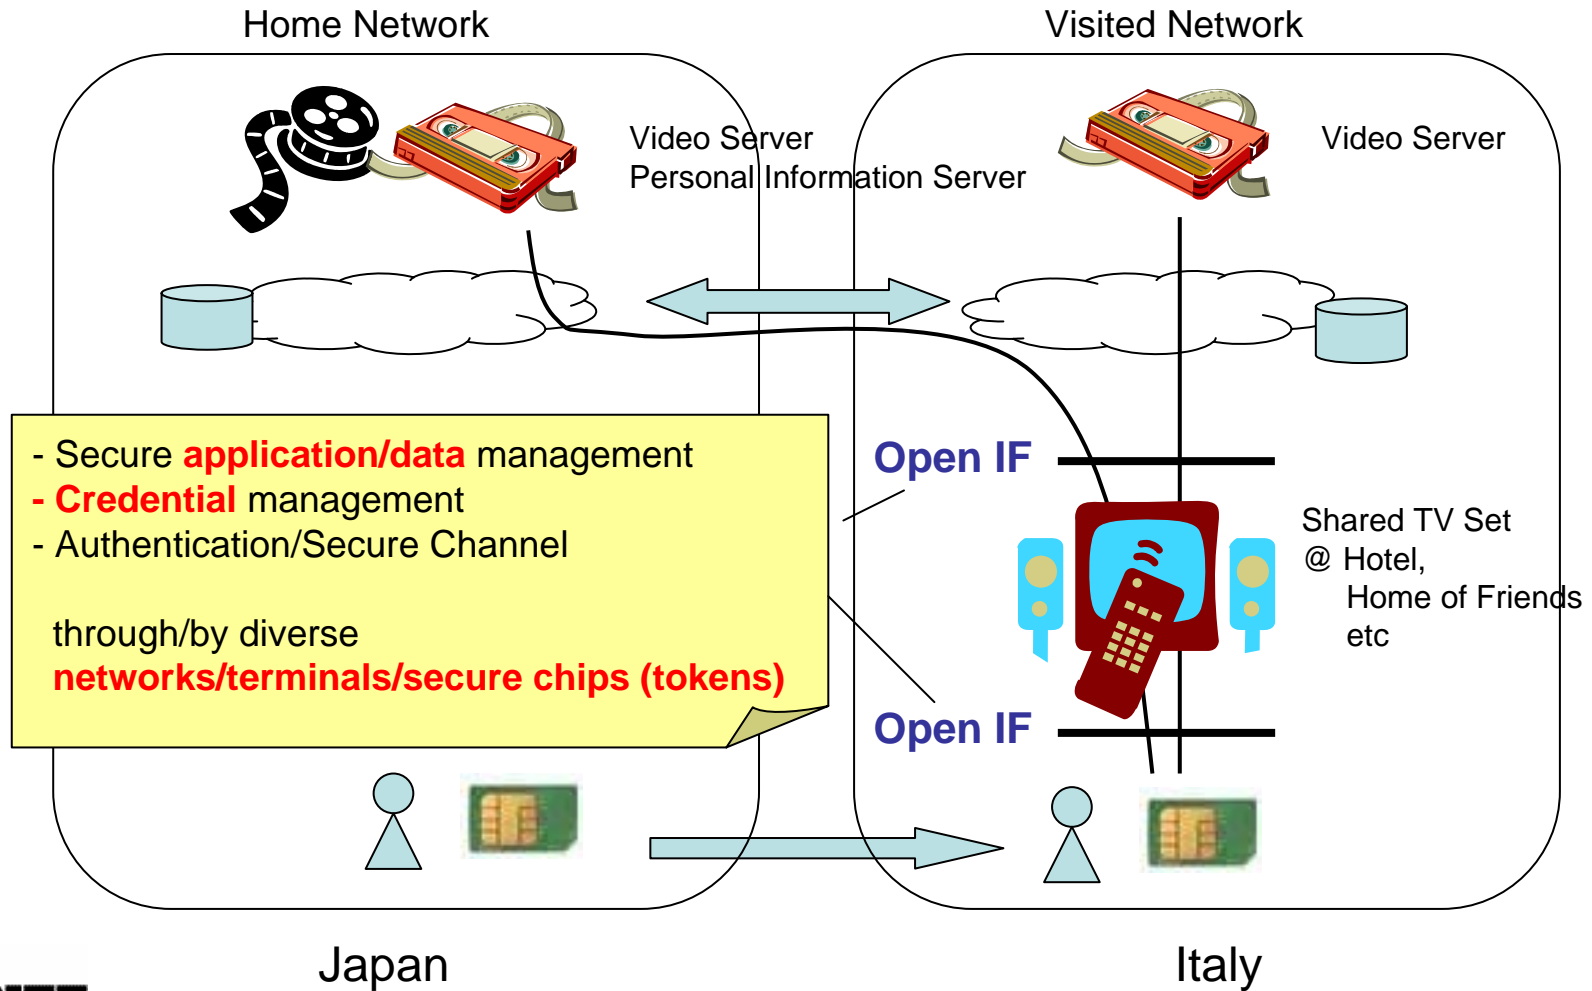 Home Network
Visited Network
Video Server
Personal Information Server
Video Server
- Secure application/data management
- Credential management
- Authentication/Secure Channel
through/by diverse
networks/terminals/secure chips (tokens)
Open IF
Shared TV Set
@ Hotel,
Home of Friends
etc
Open IF
Japan
Italy